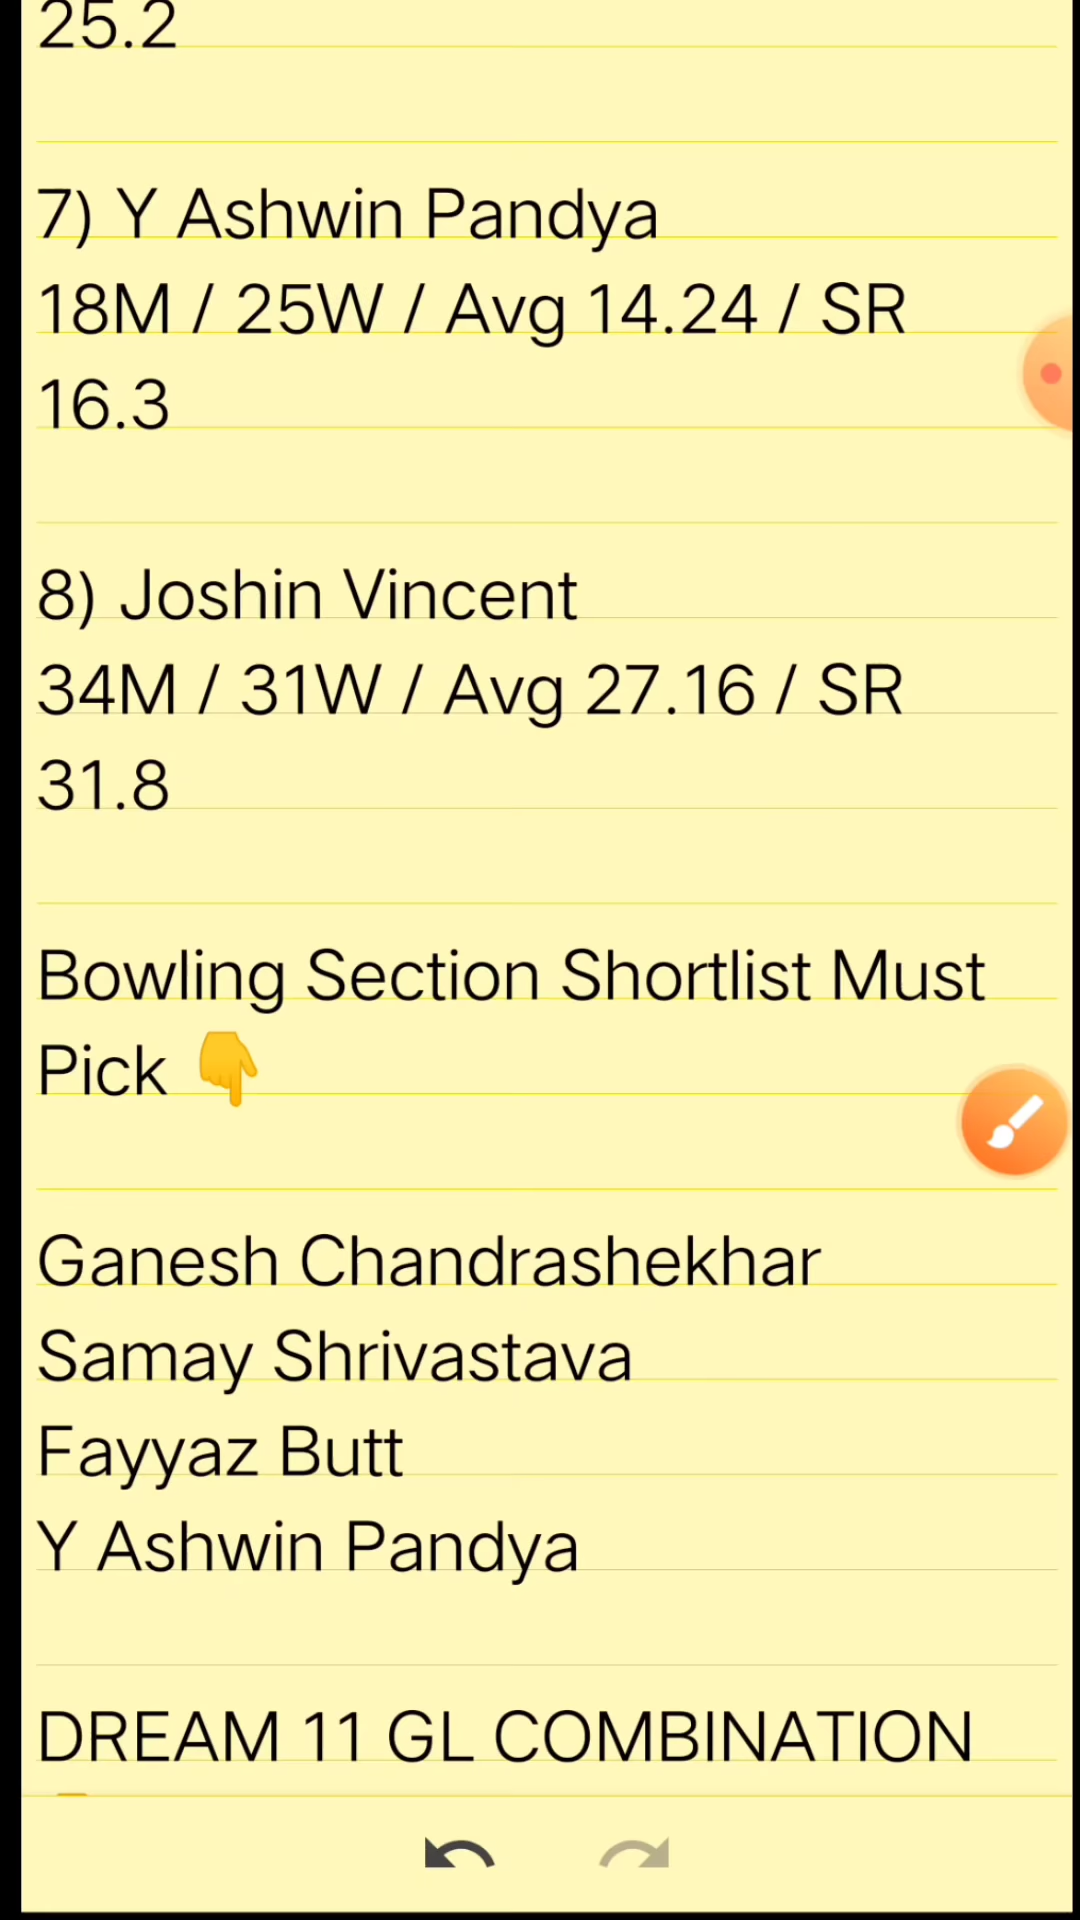 25.2
7) Y Ashwin Pandya
18M / 25W / Avg 14.24 / SR
16.3
8) Joshin Vincent
34M / 31W / Avg 27.16 / SR
31.8
Bowling Section Shortlist Must
Pick 👇
Ganesh Chandrashekhar
Samay Shrivastava
Fayyaz Butt
Y Ashwin Pandya
DREAM 11 GL COMBINATION